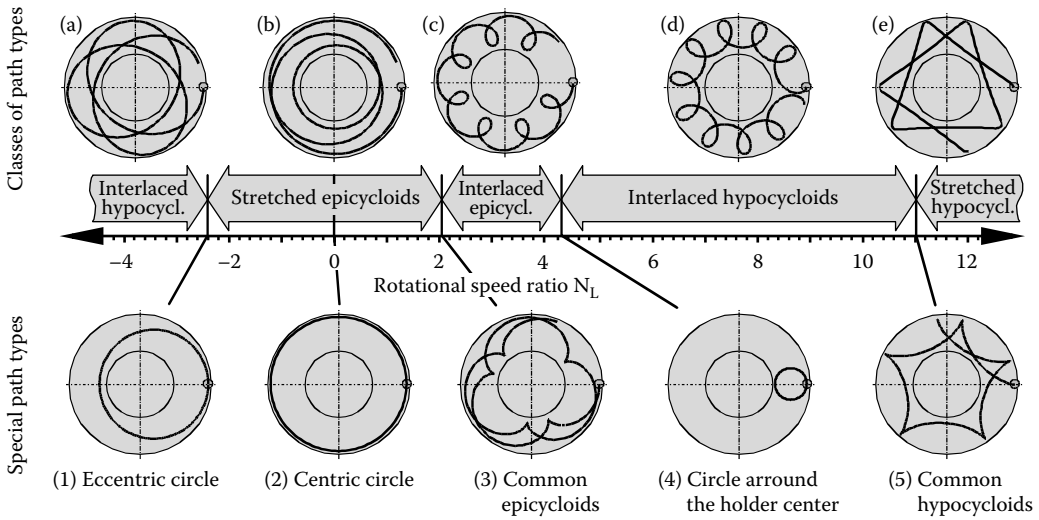 Classes of path types
(a)
(b)
(c)
(d)
(e)
Interlaced
hypocycl.
Stretched epicycloids
Interlaced
epicycl.
Interlaced hypocycloids
Stretched
hypocycl.
−4
−2
0
2
4
6
8
10
12
Rotational speed ratio N_L
Special path types
(1) Eccentric circle
(2) Centric circle
(3) Common
epicycloids
(4) Circle arround
the holder center
(5) Common
hypocycloids